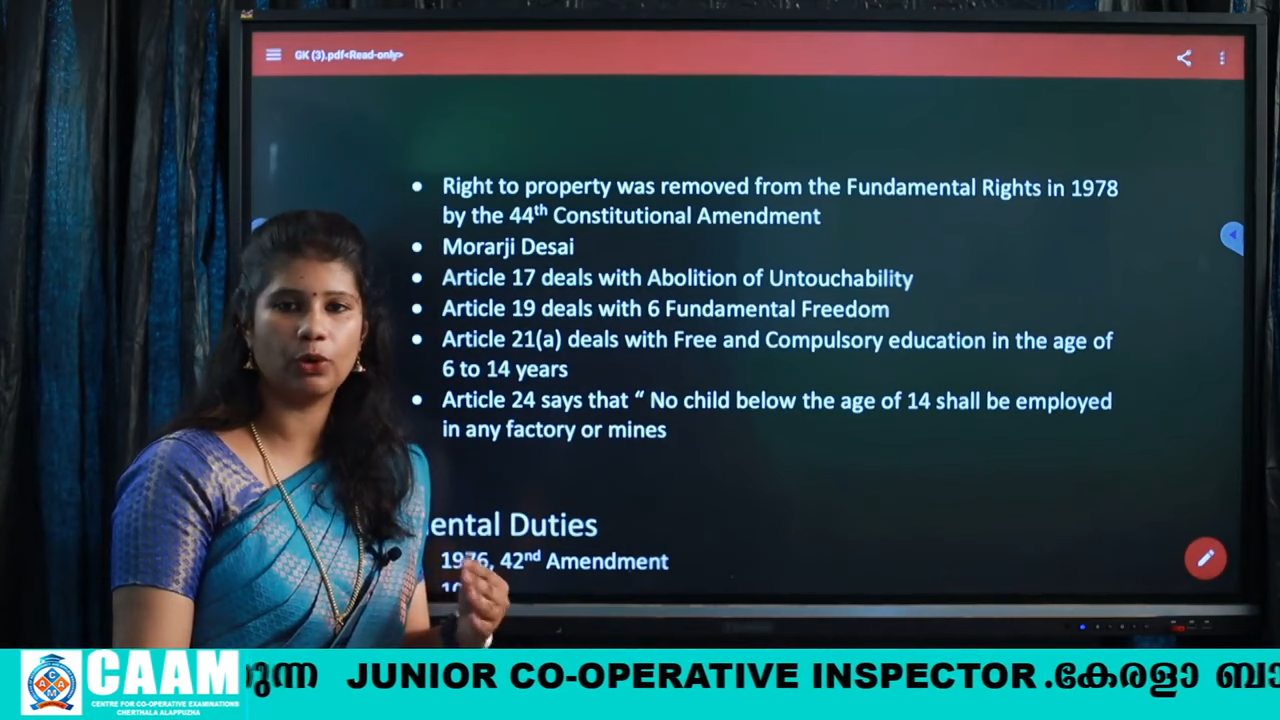 GK (3).pdf<Read-only>
Right to property was removed from the Fundamental Rights in 1978
by the 44th Constitutional Amendment
Morarji Desai
Article 17 deals with Abolition of Untouchability
Article 19 deals with 6 Fundamental Freedom
Article 21(a) deals with Free and Compulsory education in the age of
6 to 14 years
Article 24 says that “ No child below the age of 14 shall be employed
in any factory or mines
ental Duties
1976, 42nd Amendment
CAAM
CENTRE FOR CO-OPERATIVE EXAMINATIONS
CHERTHALA ALAPPUZHA
ന്ന JUNIOR CO-OPERATIVE INSPECTOR .കേരളാ ബാ